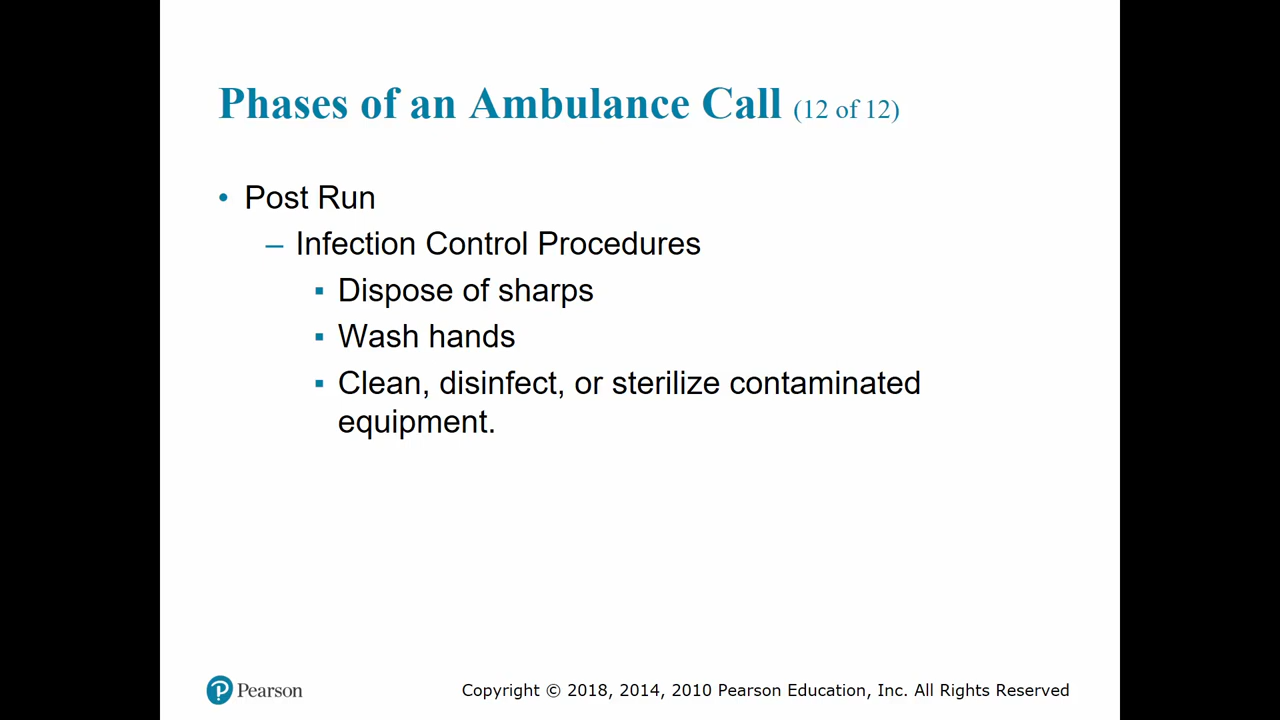 Phases of an Ambulance Call (12 of 12)
• Post Run
– Infection Control Procedures
▪ Dispose of sharps
▪ Wash hands
▪ Clean, disinfect, or sterilize contaminated
equipment.
Pearson
Copyright © 2018, 2014, 2010 Pearson Education, Inc. All Rights Reserved